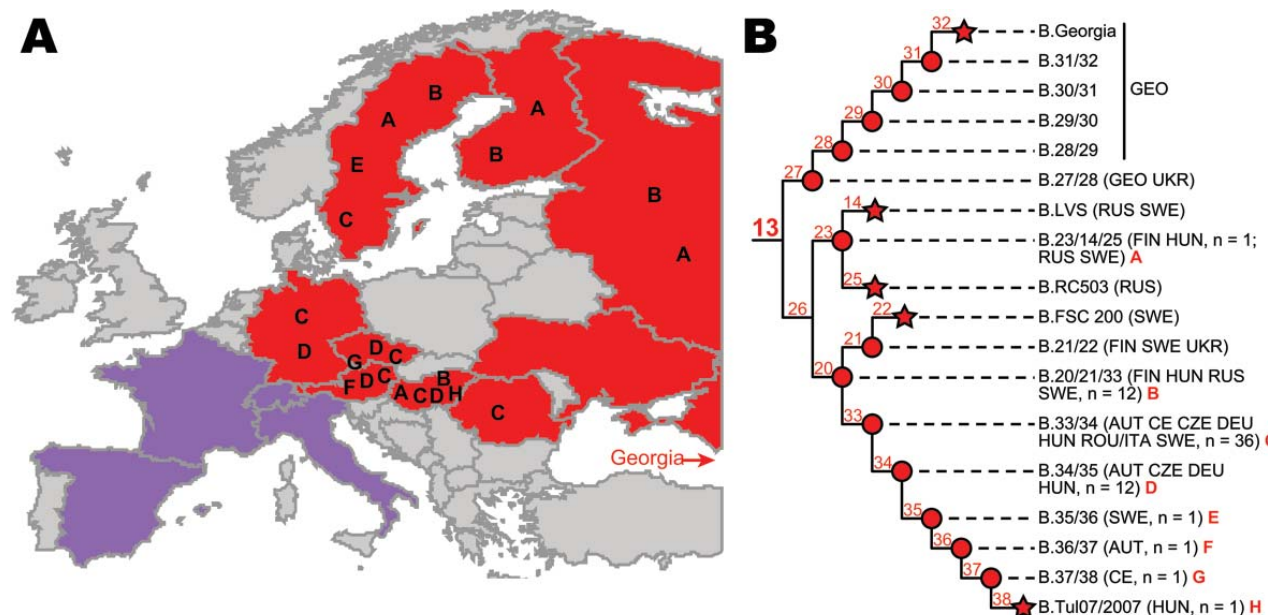 A
B
A
B
A
B
E
C
B
A
C
D
D
C
G
F
D
C
A
C
D
B
H
C
Georgia
B
13
32
31
30
29
28
27
14
23
25
26
22
21
20
33
34
35
36
37
38
B.Georgia
B.31/32
B.30/31
GEO
B.29/30
B.28/29
B.27/28 (GEO UKR)
B.LVS (RUS SWE)
B.23/14/25 (FIN HUN, n = 1;
RUS SWE) A
B.RC503 (RUS)
B.FSC 200 (SWE)
B.21/22 (FIN SWE UKR)
B.20/21/33 (FIN HUN RUS
SWE, n = 12) B
B.33/34 (AUT CE CZE DEU
HUN ROU/ITA SWE, n = 36)
B.34/35 (AUT CZE DEU
HUN, n = 12) D
B.35/36 (SWE, n = 1) E
B.36/37 (AUT, n = 1) F
B.37/38 (CE, n = 1) G
B.Tul07/2007 (HUN, n = 1) H